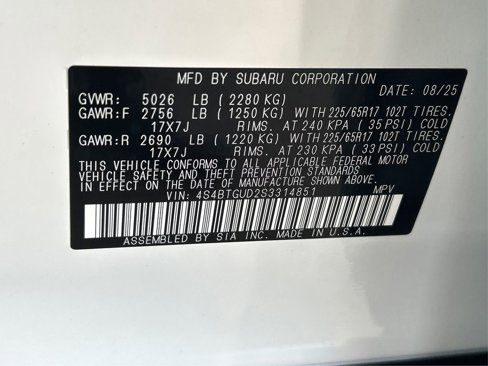 MFD BY SUBARU CORPORATION
DATE: 08/25
GVWR: 5026 LB (2280 KG)
GAWR:F 2756 LB (1250 KG) WITH 225/65R17 102T TIRES.
17X7J RIMS. AT 240 KPA (35 PSI) COLD
GAWR:R 2690 LB (1220 KG) WITH 225/65R17 102T TIRES.
17X7J RIMS. AT 230 KPA (33 PSI) COLD
THIS VEHICLE CONFORMS TO ALL APPLICABLE FEDERAL MOTOR
VEHICLE SAFETY AND THEFT PREVENTION STANDARDS
IN EFFECT ON THE DATE OF MANUFACTURE SHOWN ABOVE.
VIN: 4S4BTGUD2S3314851 MPV
ASSEMBLED BY SIA INC. MADE IN U.S.A.